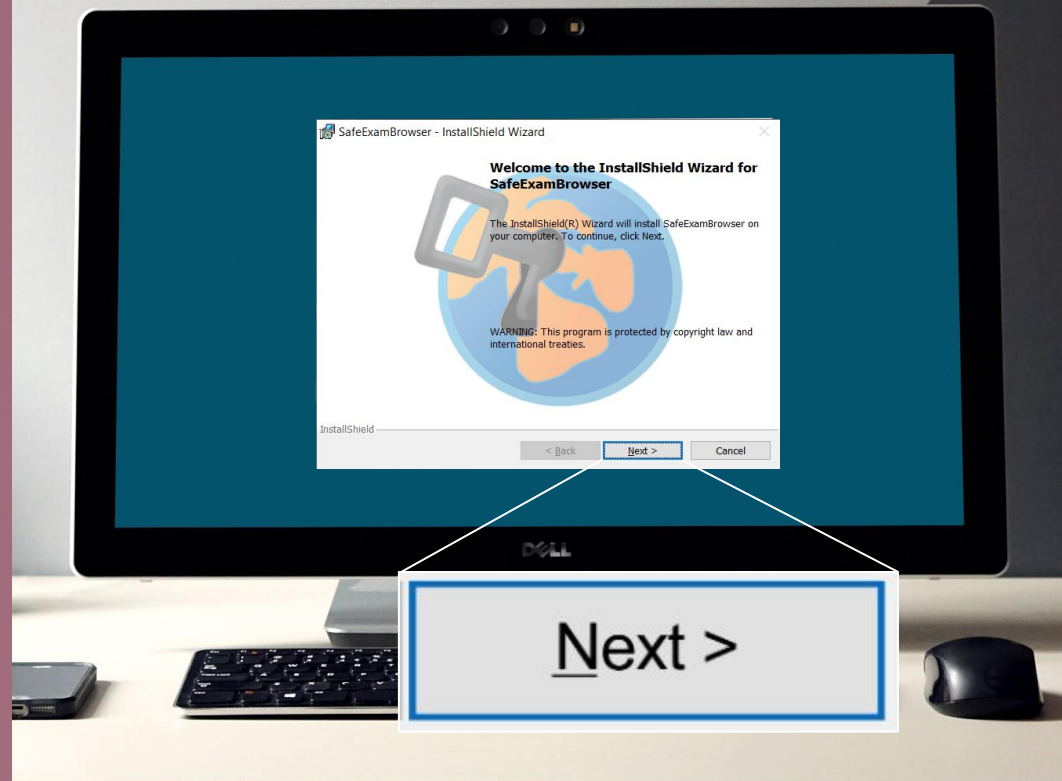 SafeExamBrowser - InstallShield Wizard
Welcome to the InstallShield Wizard for
SafeExamBrowser
The InstallShield(R) Wizard will install SafeExamBrowser on
your computer. To continue, click Next.
WARNING: This program is protected by copyright law and
international treaties.
InstallShield
< Back
Next >
Cancel
DELL
Next >